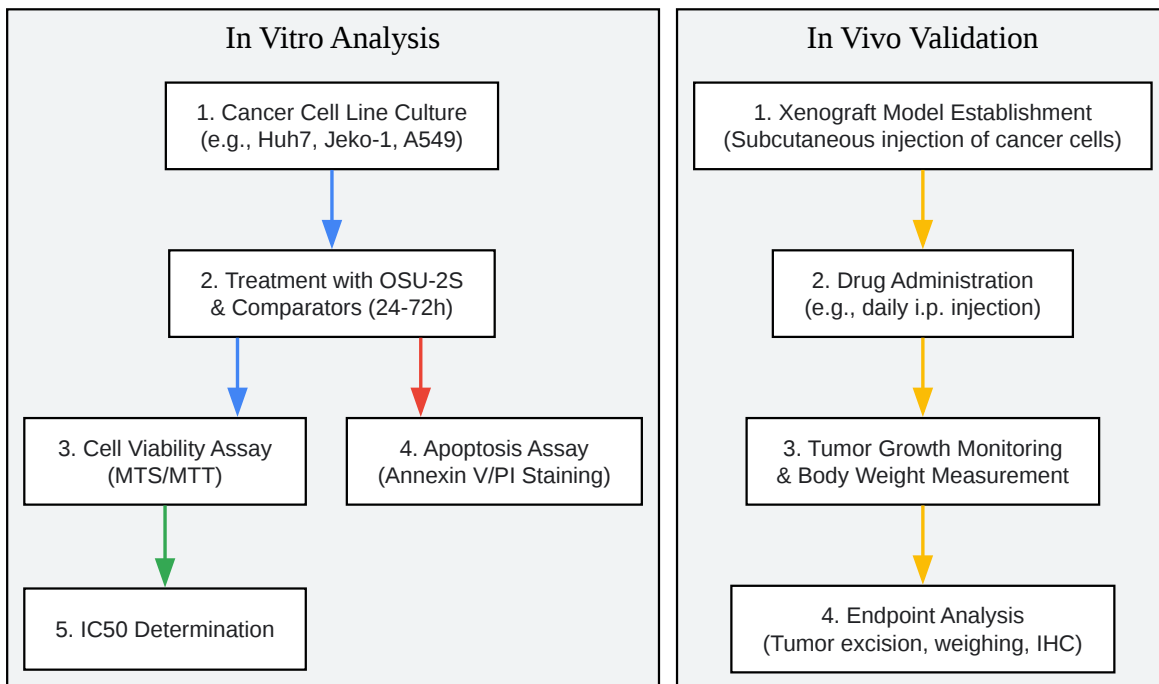 In Vitro Analysis
1. Cancer Cell Line Culture
(e.g., Huh7, Jeko-1, A549)
2. Treatment with OSU-2S
& Comparators (24-72h)
3. Cell Viability Assay
(MTS/MTT)
4. Apoptosis Assay
(Annexin V/PI Staining)
5. IC50 Determination
In Vivo Validation
1. Xenograft Model Establishment
(Subcutaneous injection of cancer cells)
2. Drug Administration
(e.g., daily i.p. injection)
3. Tumor Growth Monitoring
& Body Weight Measurement
4. Endpoint Analysis
(Tumor excision, weighing, IHC)